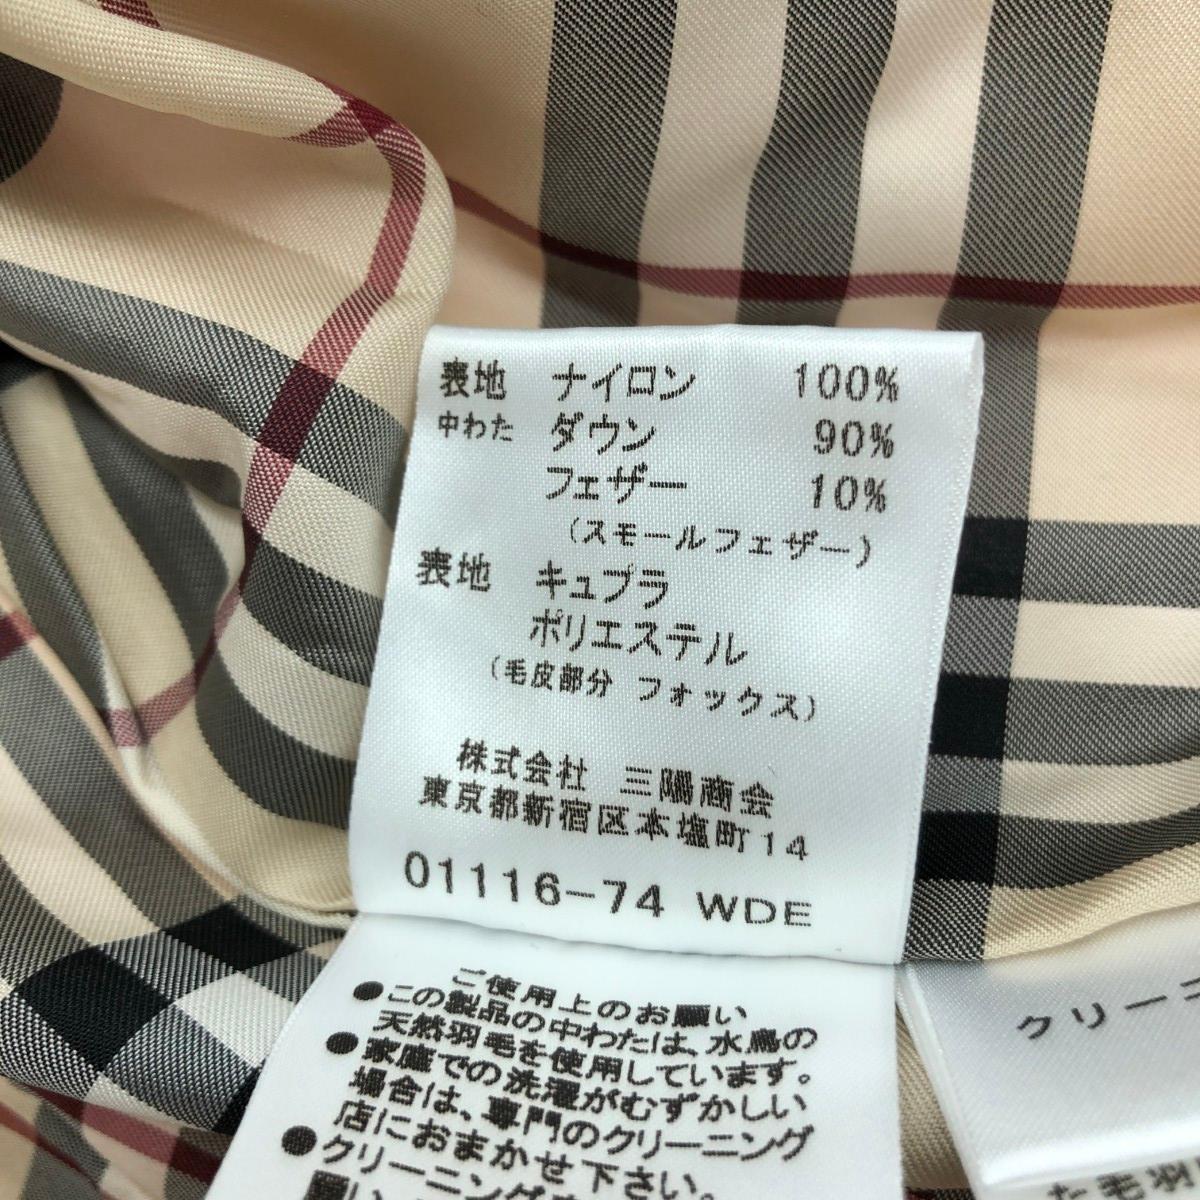 表地 ナイロン 100%
中わた ダウン 90%
フェザー 10%
(スモールフェザー)
表地 キュプラ
ポリエステル
(毛皮部分 フォックス)
株式会社 三陽商会
東京都新宿区本塩町14
01116-74 WDE
ご使用上のお願い
●この製品の中わたは、水鳥の
天然羽毛を使用しています。
●家庭での洗濯がむずかしい
場合は、専門のクリーニング
店におまかせ下さい。
●クリーニング
願い
クリーニ
毛羽